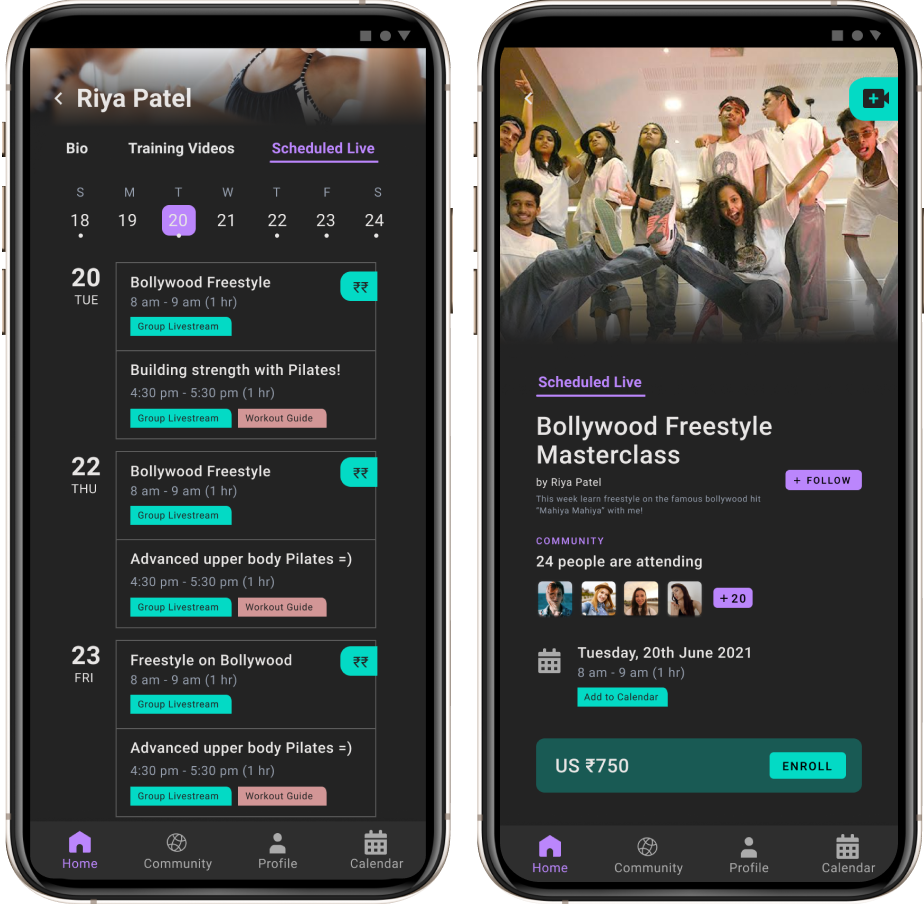 Riya Patel
Bio Training Videos Scheduled Live
S M T W T F S
18 19 20 21 22 23 24
20
TUE
Bollywood Freestyle
₹₹
8 am - 9 am (1 hr)
Group Livestream
Building strength with Pilates!
4:30 pm - 5:30 pm (1 hr)
Group Livestream Workout Guide
22
THU
Bollywood Freestyle
₹₹
8 am - 9 am (1 hr)
Group Livestream
Advanced upper body Pilates =)
4:30 pm - 5:30 pm (1 hr)
Group Livestream Workout Guide
23
FRI
Freestyle on Bollywood
₹₹
8 am - 9 am (1 hr)
Group Livestream
Advanced upper body Pilates =)
4:30 pm - 5:30 pm (1 hr)
Group Livestream Workout Guide
Home Community Profile Calendar
Scheduled Live
Bollywood Freestyle
Masterclass
by Riya Patel
+ FOLLOW
This week learn freestyle on the famous bollywood hit
"Mahiya Mahiya" with me!
COMMUNITY
24 people are attending
+20
Tuesday, 20th June 2021
8 am - 9 am (1 hr)
Add to Calendar
US ₹750 ENROLL
Home Community Profile Calendar